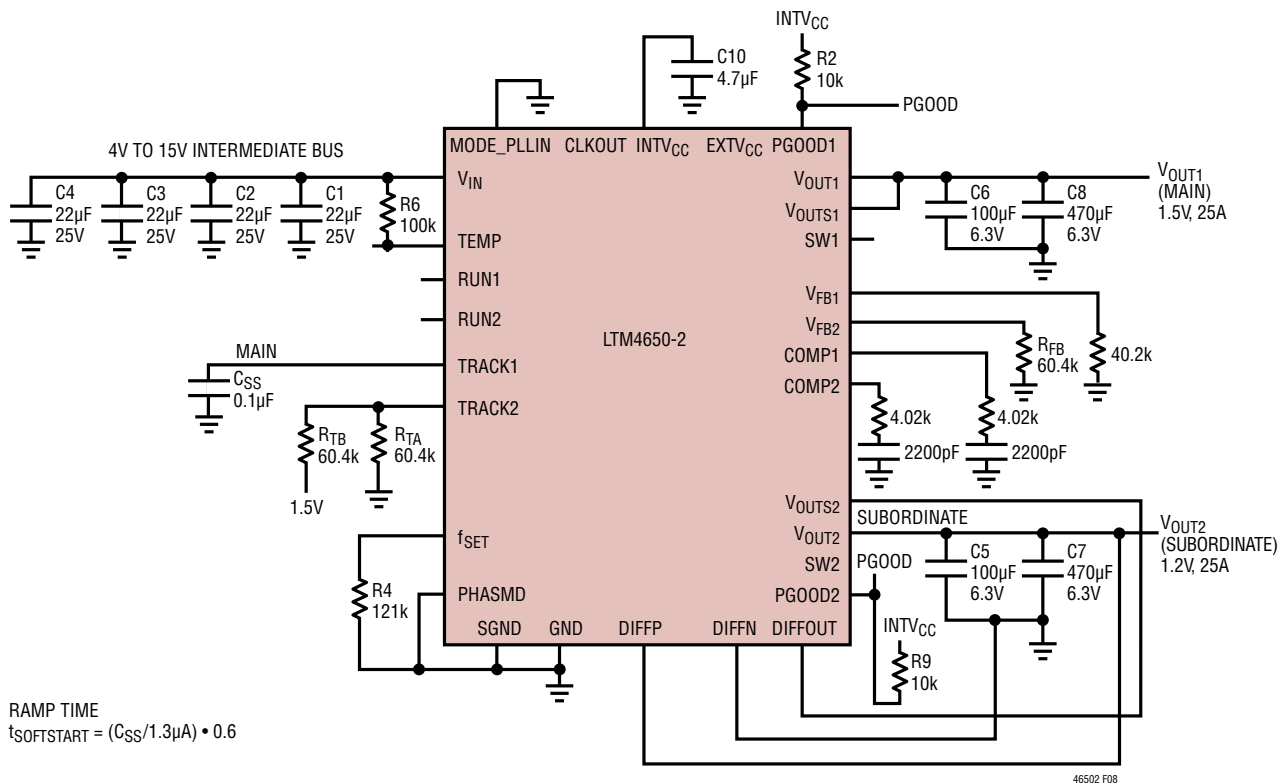 INTVCC
C10
4.7µF
R2
10k
PGOOD
4V TO 15V INTERMEDIATE BUS
MODE_PLLIN CLKOUT INTVCC EXTVCC PGOOD1
C4
22µF
25V
C3
22µF
25V
C2
22µF
25V
C1
22µF
25V
R6
100k
VIN
TEMP
RUN1
RUN2
MAIN
TRACK1
CSS
0.1µF
TRACK2
RTB
60.4k
RTA
60.4k
1.5V
fSET
R4
121k
PHASMD
SGND GND DIFFP DIFFN DIFFOUT
LTM4650-2
VOUT1
VOUTS1
SW1
VFB1
VFB2
COMP1
COMP2
VOUTS2
VOUT2
SW2
PGOOD2
C6
100µF
6.3V
C8
470µF
6.3V
VOUT1
(MAIN)
1.5V, 25A
RFB
60.4k
40.2k
4.02k
4.02k
2200pF
2200pF
SUBORDINATE
PGOOD
C5
100µF
6.3V
C7
470µF
6.3V
VOUT2
(SUBORDINATE)
1.2V, 25A
INTVCC
R9
10k
RAMP TIME
tSOFTSTART = (CSS/1.3µA) • 0.6
46502 F08